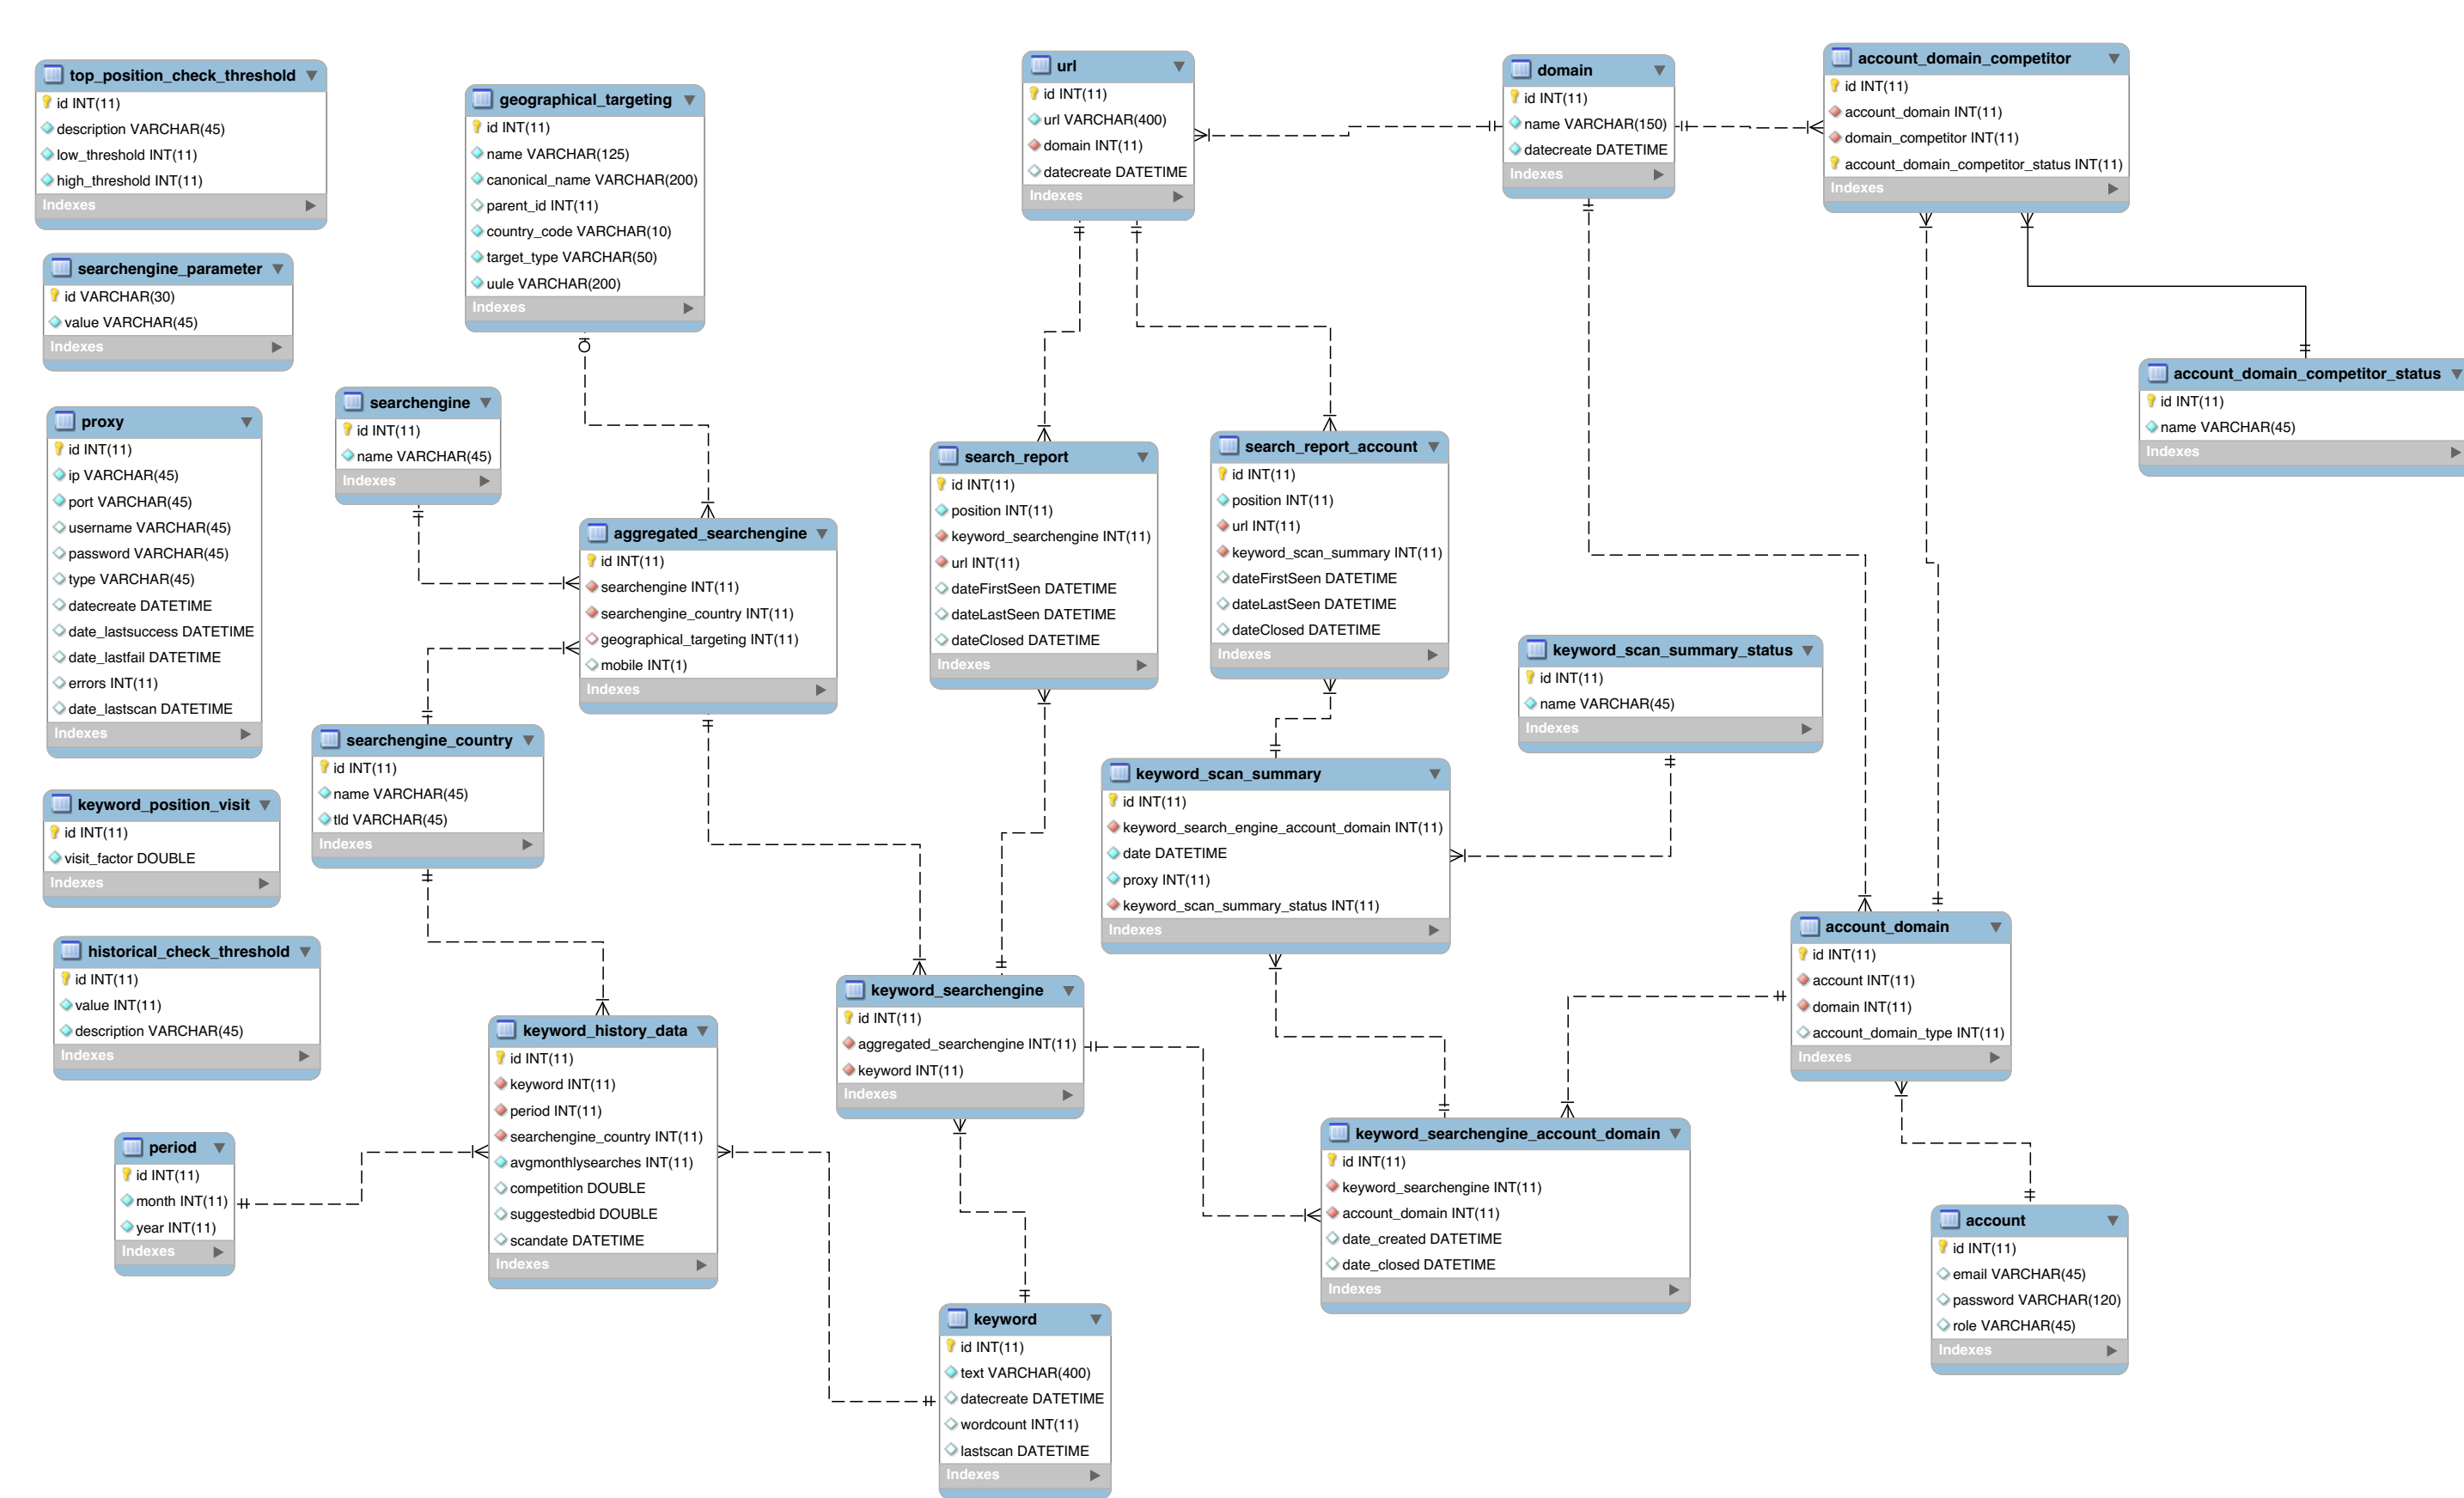 top_position_check_threshold
id INT(11)
description VARCHAR(45)
low_threshold INT(11)
high_threshold INT(11)
Indexes
searchengine_parameter
id VARCHAR(30)
value VARCHAR(45)
Indexes
proxy
id INT(11)
ip VARCHAR(45)
port VARCHAR(45)
username VARCHAR(45)
password VARCHAR(45)
type VARCHAR(45)
datecreate DATETIME
date_lastsuccess DATETIME
date_lastfail DATETIME
errors INT(11)
date_lastscan DATETIME
Indexes
keyword_position_visit
id INT(11)
visit_factor DOUBLE
Indexes
historical_check_threshold
id INT(11)
value INT(11)
description VARCHAR(45)
Indexes
period
id INT(11)
month INT(11)
year INT(11)
Indexes
geographical_targeting
id INT(11)
name VARCHAR(125)
canonical_name VARCHAR(200)
parent_id INT(11)
country_code VARCHAR(10)
target_type VARCHAR(50)
uule VARCHAR(200)
Indexes
searchengine
id INT(11)
name VARCHAR(45)
Indexes
aggregated_searchengine
id INT(11)
searchengine INT(11)
searchengine_country INT(11)
geographical_targeting INT(11)
mobile INT(1)
Indexes
searchengine_country
id INT(11)
name VARCHAR(45)
tld VARCHAR(45)
Indexes
keyword_history_data
id INT(11)
keyword INT(11)
period INT(11)
searchengine_country INT(11)
avgmonthlysearches INT(11)
competition DOUBLE
suggestedbid DOUBLE
scandate DATETIME
Indexes
url
id INT(11)
url VARCHAR(400)
domain INT(11)
datecreate DATETIME
Indexes
search_report
id INT(11)
position INT(11)
keyword_searchengine INT(11)
url INT(11)
dateFirstSeen DATETIME
dateLastSeen DATETIME
dateClosed DATETIME
Indexes
search_report_account
id INT(11)
position INT(11)
url INT(11)
keyword_scan_summary INT(11)
dateFirstSeen DATETIME
dateLastSeen DATETIME
dateClosed DATETIME
Indexes
keyword_scan_summary
id INT(11)
keyword_search_engine_account_domain INT(11)
date DATETIME
proxy INT(11)
keyword_scan_summary_status INT(11)
Indexes
keyword_searchengine
id INT(11)
aggregated_searchengine INT(11)
keyword INT(11)
Indexes
keyword
id INT(11)
text VARCHAR(400)
datecreate DATETIME
wordcount INT(11)
lastscan DATETIME
Indexes
domain
id INT(11)
name VARCHAR(150)
datecreate DATETIME
Indexes
keyword_scan_summary_status
id INT(11)
name VARCHAR(45)
Indexes
keyword_searchengine_account_domain
id INT(11)
keyword_searchengine INT(11)
account_domain INT(11)
date_created DATETIME
date_closed DATETIME
Indexes
account_domain_competitor
id INT(11)
account_domain INT(11)
domain_competitor INT(11)
account_domain_competitor_status INT(11)
Indexes
account_domain_competitor_status
id INT(11)
name VARCHAR(45)
Indexes
account_domain
id INT(11)
account INT(11)
domain INT(11)
account_domain_type INT(11)
Indexes
account
id INT(11)
email VARCHAR(45)
password VARCHAR(120)
role VARCHAR(45)
Indexes